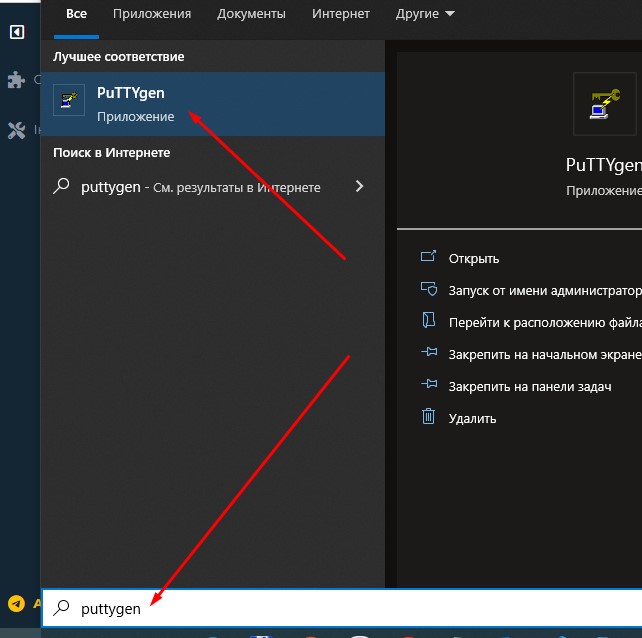 Все Приложения Документы Интернет Другие
Лучшее соответствие
PuTTYgen
Приложение
Поиск в Интернете
puttygen - См. результаты в Интернете
PuTTYgen
Приложение
Открыть
Запуск от имени администратор
Перейти к расположению файла
Закрепить на начальном экране
Закрепить на панели задач
Удалить
puttygen